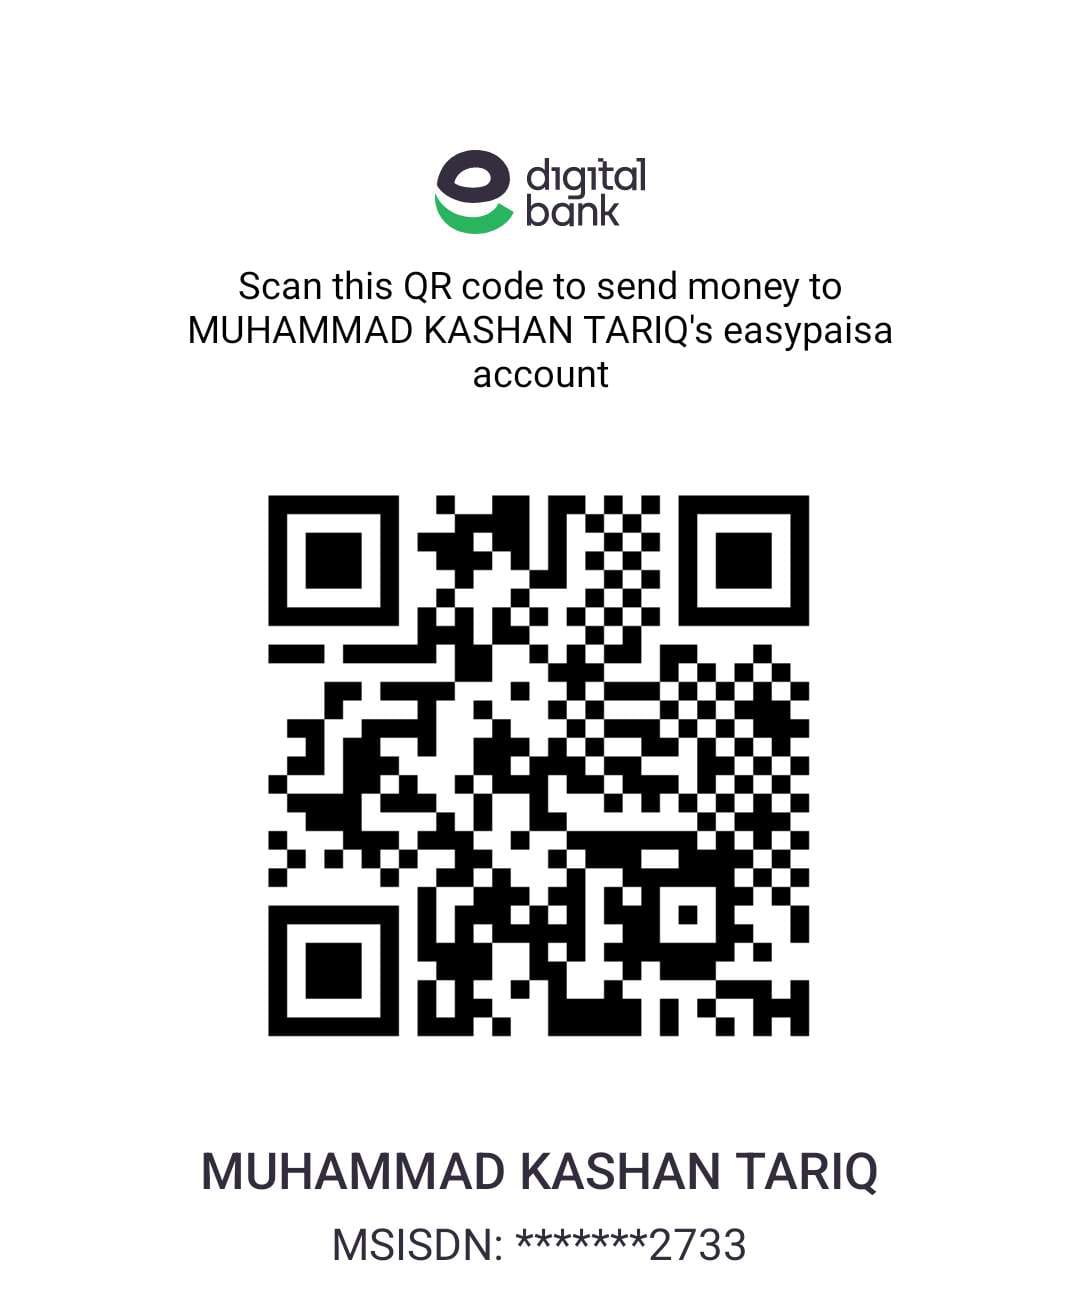 digital
bank
Scan this QR code to send money to
MUHAMMAD KASHAN TARIQ's easypaisa
account
MUHAMMAD KASHAN TARIQ
MSISDN: *******2733